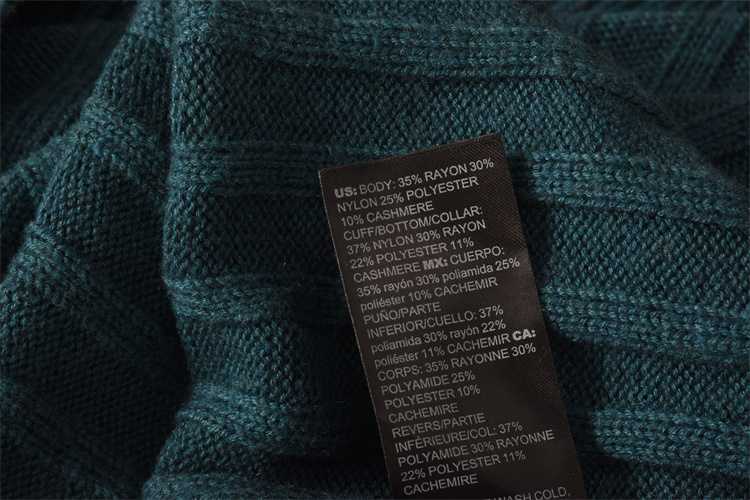 US: BODY: 35% RAYON 30%
NYLON 25% POLYESTER
10% CASHMERE
CUFF/BOTTOM/COLLAR:
37% NYLON 30% RAYON
22% POLYESTER 11%
CASHMERE MX: CUERPO:
35% rayón 30% poliamida 25%
poliéster 10% CACHEMIR
PUÑO/PARTE
INFERIOR/CUELLO: 37%
poliamida 30% rayón 22%
poliéster 11% CACHEMIR CA:
CORPS: 35% RAYONNE 30%
POLYAMIDE 25%
POLYESTER 10%
CACHEMIRE
REVERS/PARTIE
INFÉRIEURE/COL: 37%
POLYAMIDE 30% RAYONNE
22% POLYESTER 11%
CACHEMIRE
WASH COLD,